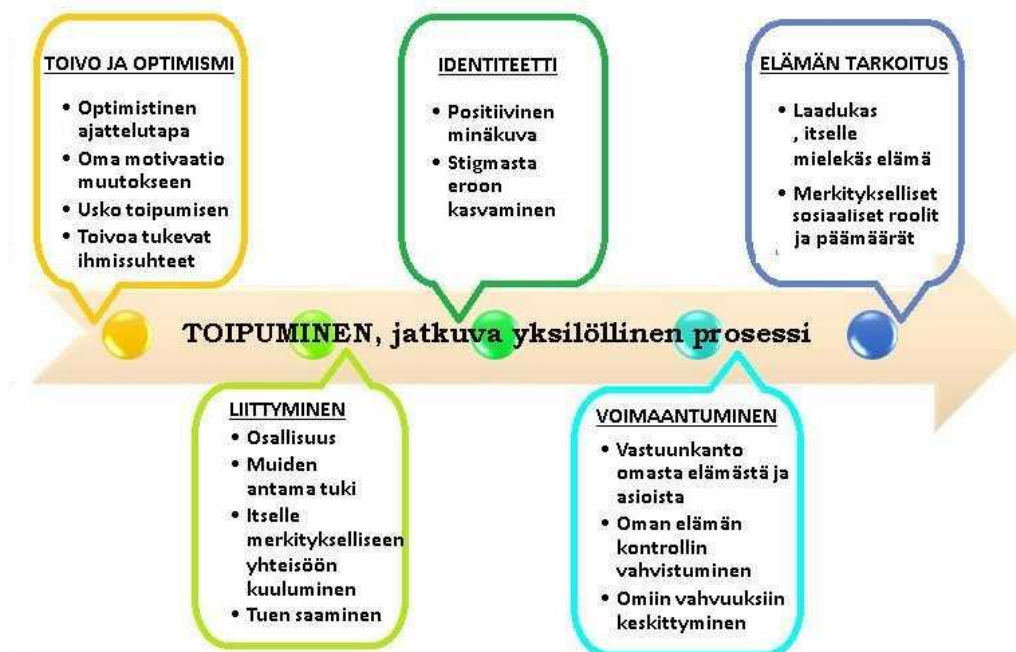 TOIVO JA OPTIMISMI
• Optimistinen
ajattelutapa
• Oma motivaatio
muutokseen
• Usko toipumisen
• Toivoa tukevat
ihmissuhteet
IDENTITEETTI
• Positiivinen
minäkuva
• Stigmasta
eroon
kasvaminen
ELÄMÄN TARKOITUS
• Laadukas
, itselle
mielekäs elämä
• Merkitykselliset
sosiaaliset roolit
ja päämäärät
TOIPUMINEN, jatkuva yksilöllinen prosessi
LIITTYMINEN
• Osallisuus
• Muiden
antama tuki
• Itselle
merkitykselliseen
yhteisöön
kuuluminen
• Tuen saaminen
VOIMAANTUMINEN
• Vastuunkanto
omasta elämästä ja
asioista
• Oman elämän
kontrollin
vahvistuminen
• Omiin vahvuuksiin
keskittyminen